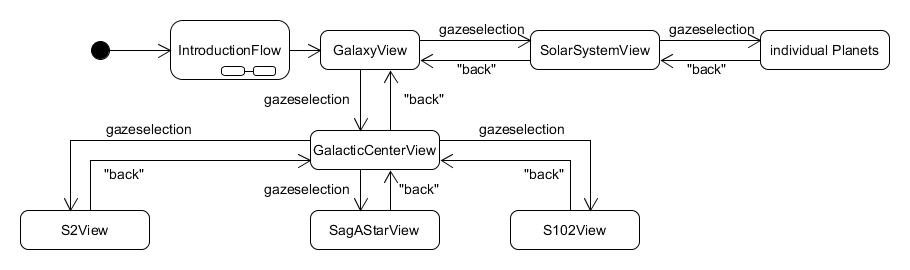 gazeselection
gazeselection
IntroductionFlow
GalaxyView
SolarSystemView
individual Planets
"back"
"back"
gazeselection
"back"
gazeselection
gazeselection
GalacticCenterView
"back"
gazeselection
"back"
"back"
S2View
SagAStarView
S102View